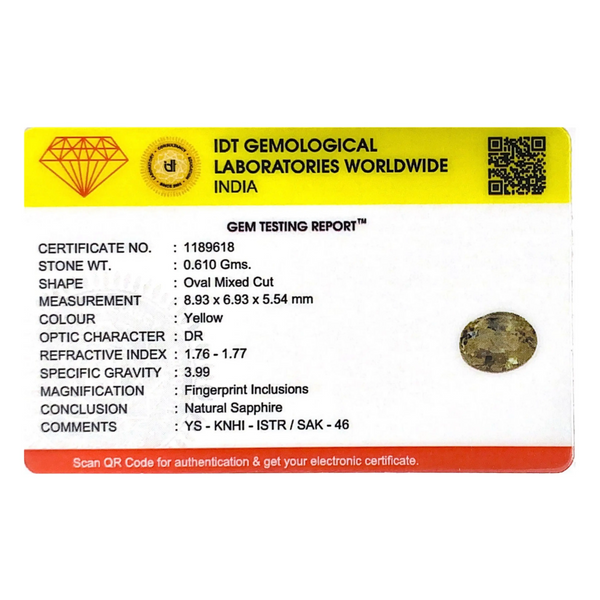 IDT GEMOLOGICAL
LABORATORIES WORLDWIDE
INDIA
GEM TESTING REPORT™
CERTIFICATE NO. : 1189618
STONE WT. : 0.610 Gms.
SHAPE : Oval Mixed Cut
MEASUREMENT : 8.93 x 6.93 x 5.54 mm
COLOUR : Yellow
OPTIC CHARACTER : DR
REFRACTIVE INDEX : 1.76 - 1.77
SPECIFIC GRAVITY : 3.99
MAGNIFICATION : Fingerprint Inclusions
CONCLUSION : Natural Sapphire
COMMENTS : YS - KNHI - ISTR / SAK - 46
Scan QR Code for authentication & get your electronic certificate.